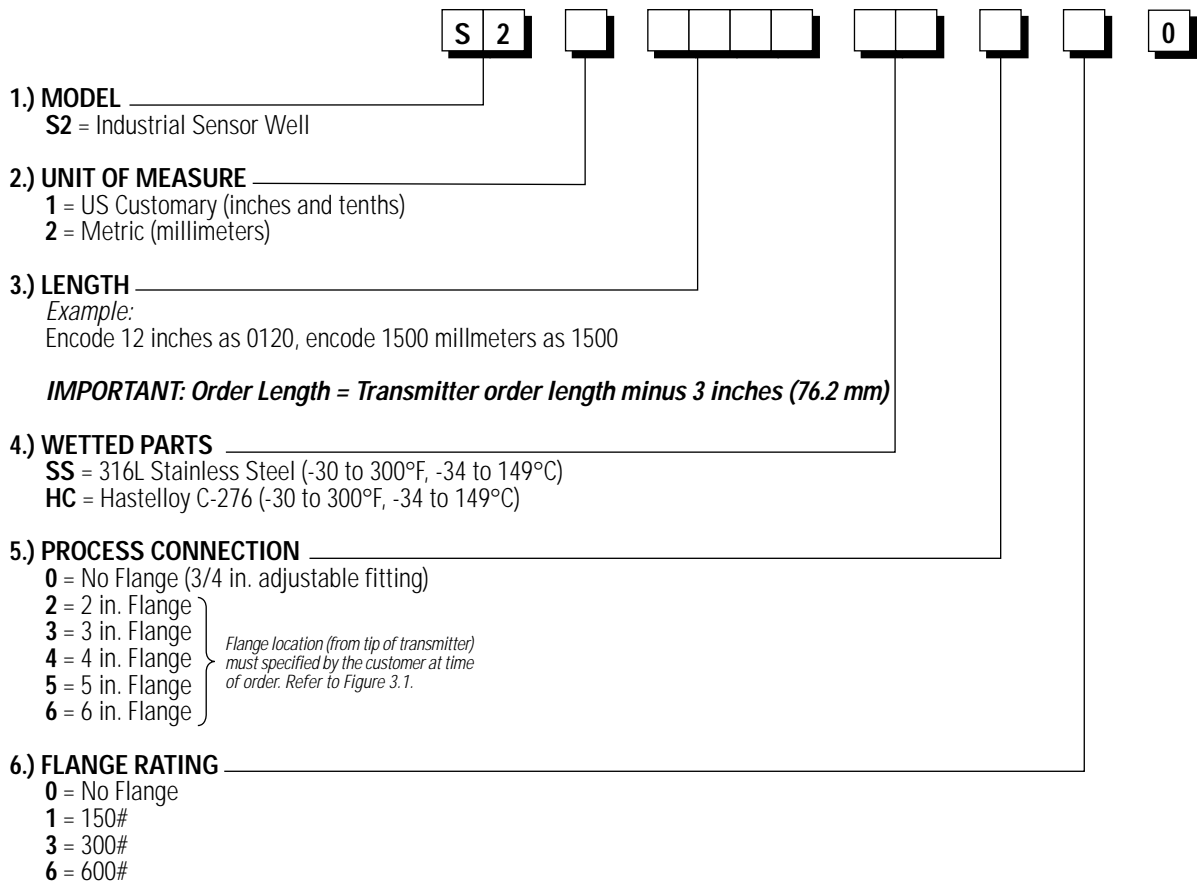 S 2 0
1.) MODEL
S2 = Industrial Sensor Well
2.) UNIT OF MEASURE
1 = US Customary (inches and tenths)
2 = Metric (millimeters)
3.) LENGTH
Example:
Encode 12 inches as 0120, encode 1500 millmeters as 1500
IMPORTANT: Order Length = Transmitter order length minus 3 inches (76.2 mm)
4.) WETTED PARTS
SS = 316L Stainless Steel (-30 to 300°F, -34 to 149°C)
HC = Hastelloy C-276 (-30 to 300°F, -34 to 149°C)
5.) PROCESS CONNECTION
0 = No Flange (3/4 in. adjustable fitting)
2 = 2 in. Flange
3 = 3 in. Flange
4 = 4 in. Flange
5 = 5 in. Flange
6 = 6 in. Flange
Flange location (from tip of transmitter)
must specified by the customer at time
of order. Refer to Figure 3.1.
6.) FLANGE RATING
0 = No Flange
1 = 150#
3 = 300#
6 = 600#